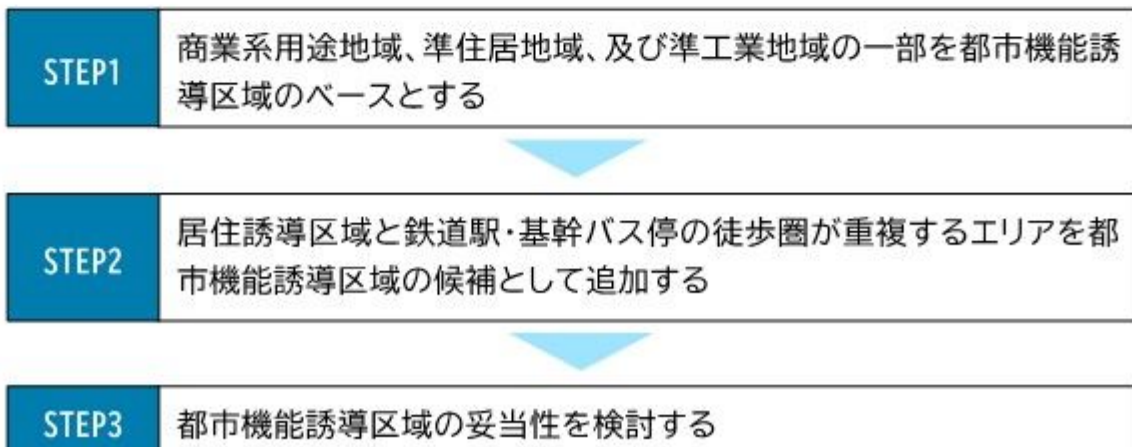 STEP1
商業系用途地域、準住居地域、及び準工業地域の一部を都市機能誘
導区域のベースとする
STEP2
居住誘導区域と鉄道駅・基幹バス停の徒歩圏が重複するエリアを都
市機能誘導区域の候補として追加する
STEP3
都市機能誘導区域の妥当性を検討する